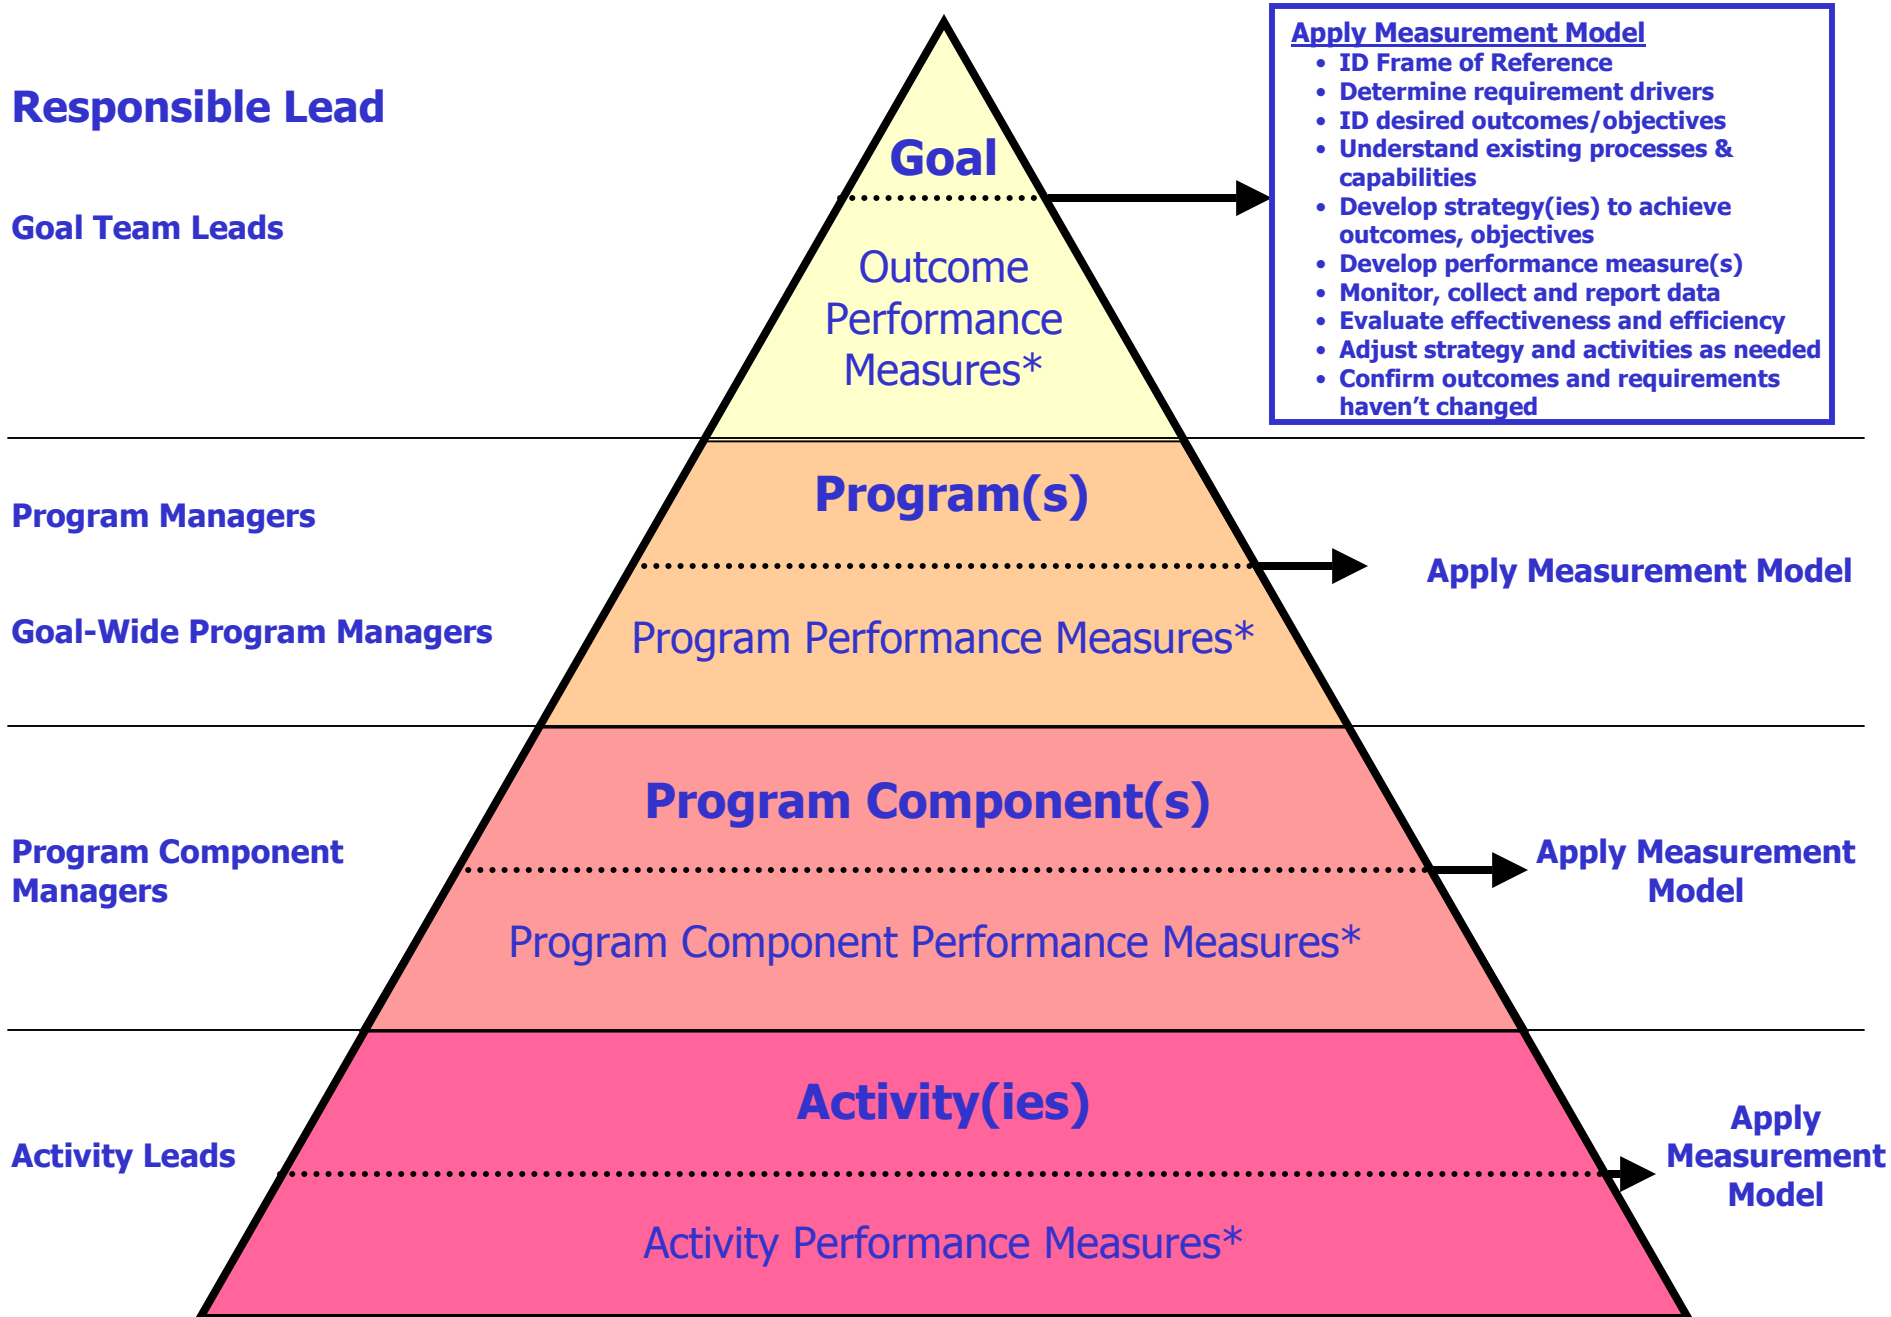 Responsible Lead
Goal Team Leads
Goal
Outcome
Performance
Measures*
Apply Measurement Model
• ID Frame of Reference
• Determine requirement drivers
• ID desired outcomes/objectives
• Understand existing processes &
capabilities
• Develop strategy(ies) to achieve
outcomes, objectives
• Develop performance measure(s)
• Monitor, collect and report data
• Evaluate effectiveness and efficiency
• Adjust strategy and activities as needed
• Confirm outcomes and requirements
haven’t changed
Program Managers
Goal-Wide Program Managers
Program(s)
Program Performance Measures*
Apply Measurement Model
Program Component
Managers
Program Component(s)
Program Component Performance Measures*
Apply Measurement
Model
Activity Leads
Activity(ies)
Activity Performance Measures*
Apply
Measurement
Model